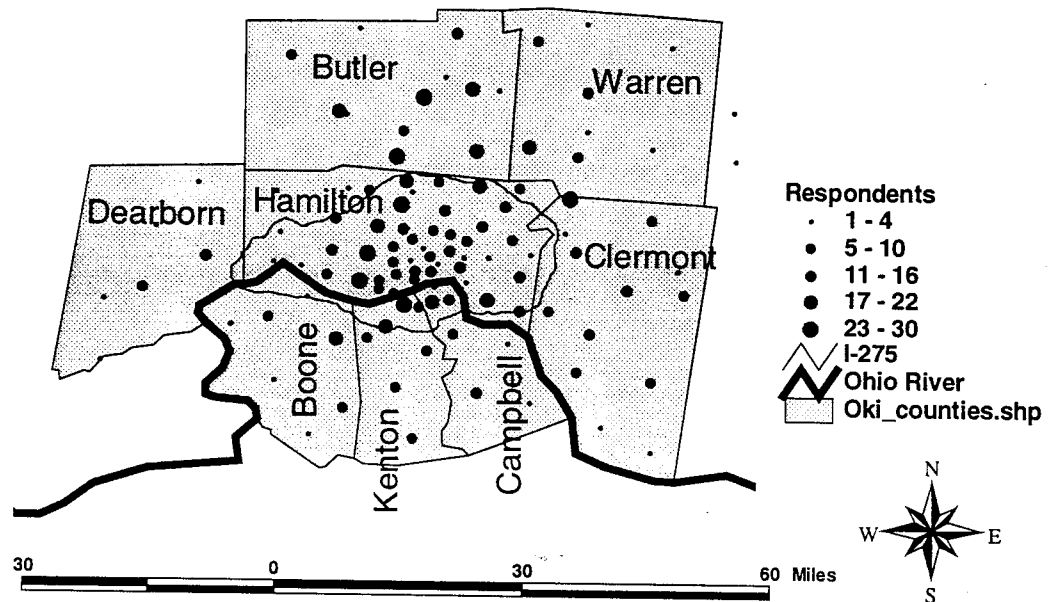 Butler
Warren
Dearborn
Hamilton
Clermont
Boone
Kenton
Campbell
Respondents
1 - 4
5 - 10
11 - 16
17 - 22
23 - 30
I-275
Ohio River
Oki_counties.shp
N
W E
S
30 0 30 60 Miles